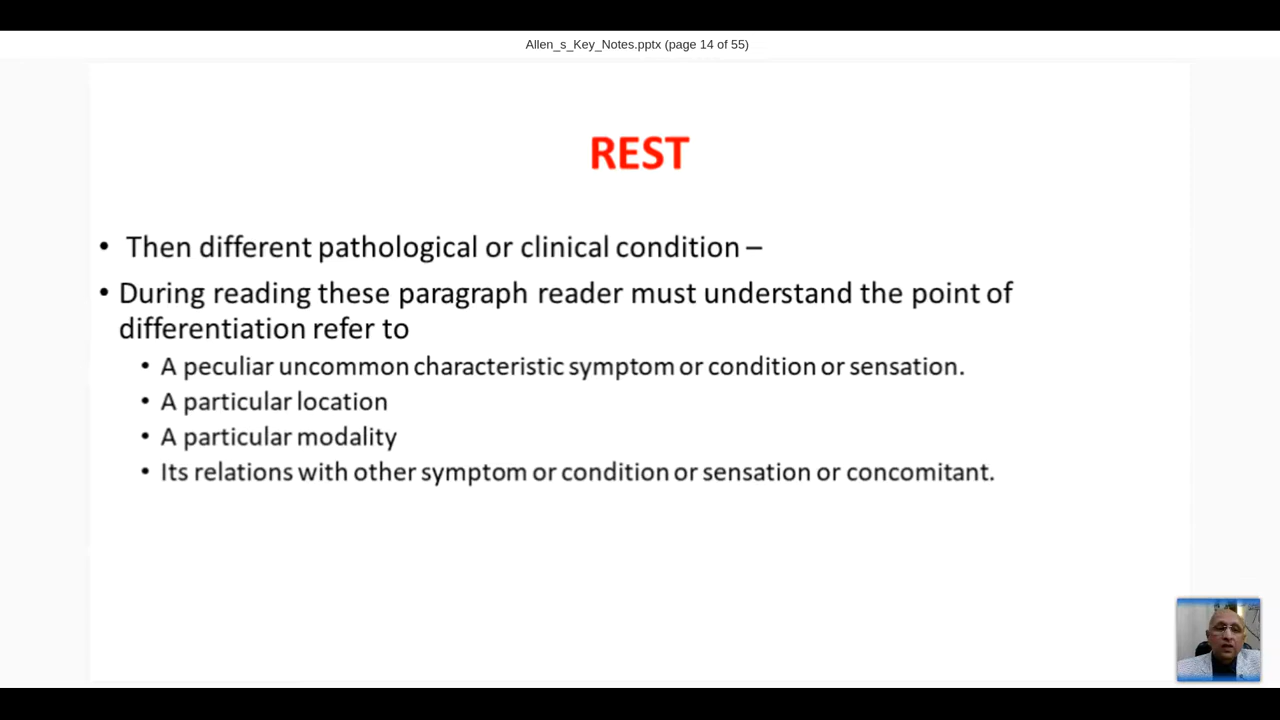 Allen_s_Key_Notes.pptx (page 14 of 55)
REST
• Then different pathological or clinical condition –
• During reading these paragraph reader must understand the point of
differentiation refer to
• A peculiar uncommon characteristic symptom or condition or sensation.
• A particular location
• A particular modality
• Its relations with other symptom or condition or sensation or concomitant.